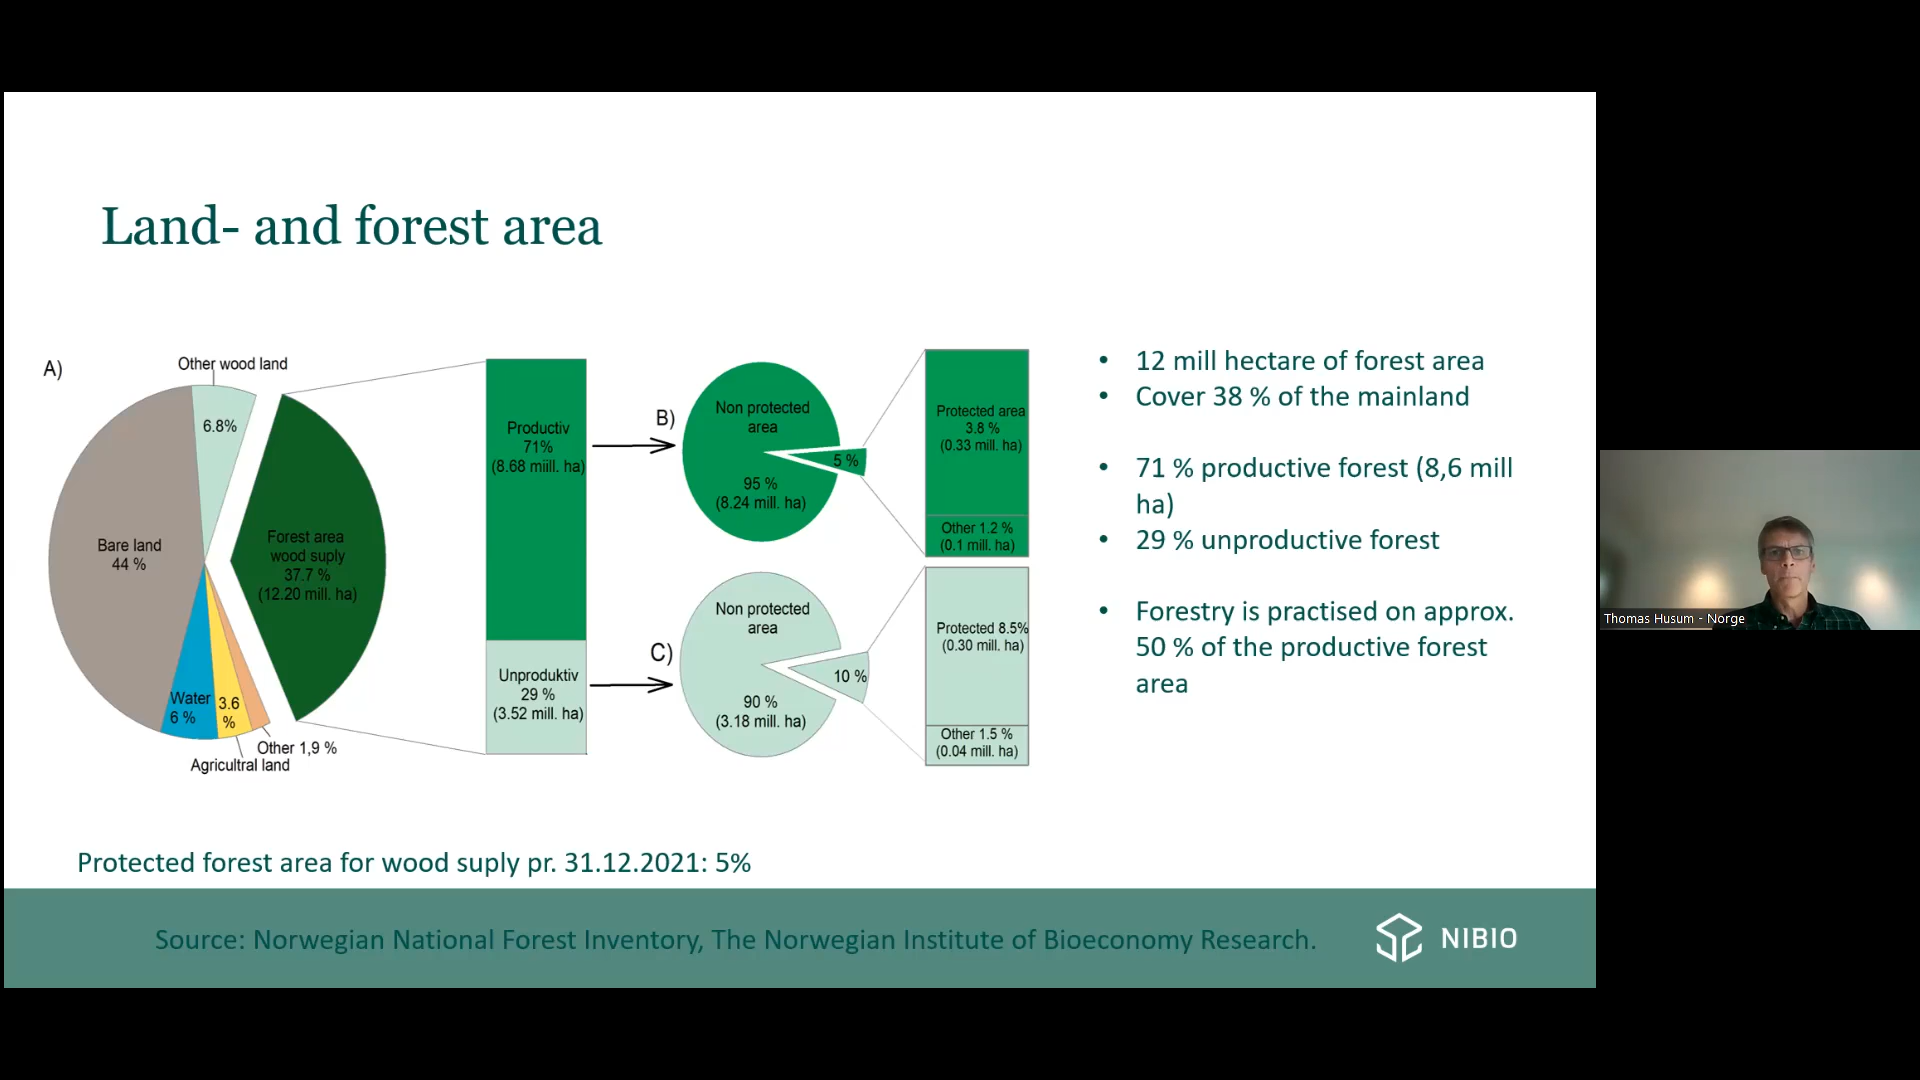 Land- and forest area
A)
Other wood land
6.8%
Bare land
44 %
Forest area
wood suply
37.7 %
(12.20 mill. ha)
Water
6 %
3.6
%
Other 1,9 %
Agricultral land
Productiv
71%
(8.68 miill. ha)
Unproduktiv
29 %
(3.52 mill. ha)
B)
Non protected
area
5 %
95 %
(8.24 mill. ha)
Protected area
3.8 %
(0.33 mill. ha)
Other 1.2 %
(0.1 mill. ha)
C)
Non protected
area
10 %
90 %
(3.18 mill. ha)
Protected 8.5%
(0.30 mill. ha)
Other 1.5 %
(0.04 mill. ha)
• 12 mill hectare of forest area
• Cover 38 % of the mainland
• 71 % productive forest (8,6 mill
ha)
• 29 % unproductive forest
• Forestry is practised on approx.
50 % of the productive forest
area
Thomas Husum - Norge
Protected forest area for wood suply pr. 31.12.2021: 5%
Source: Norwegian National Forest Inventory, The Norwegian Institute of Bioeconomy Research.
NIBIO